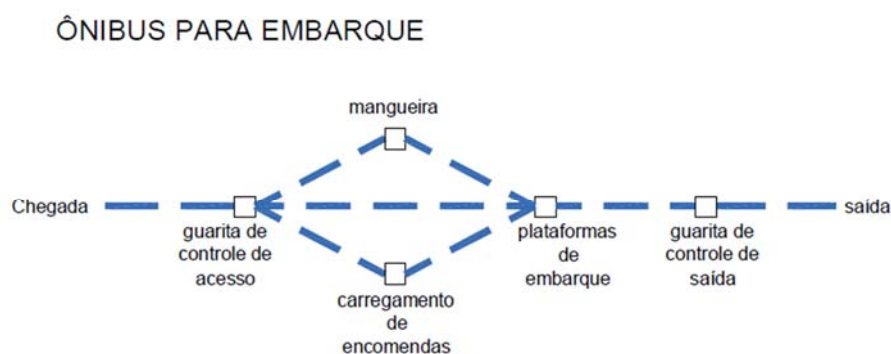 ÔNIBUS PARA EMBARQUE
mangueira
Chegada
guarita de
controle de
acesso
carregamento
de
encomendas
plataformas
de
embarque
guarita de
controle de
saída
saída